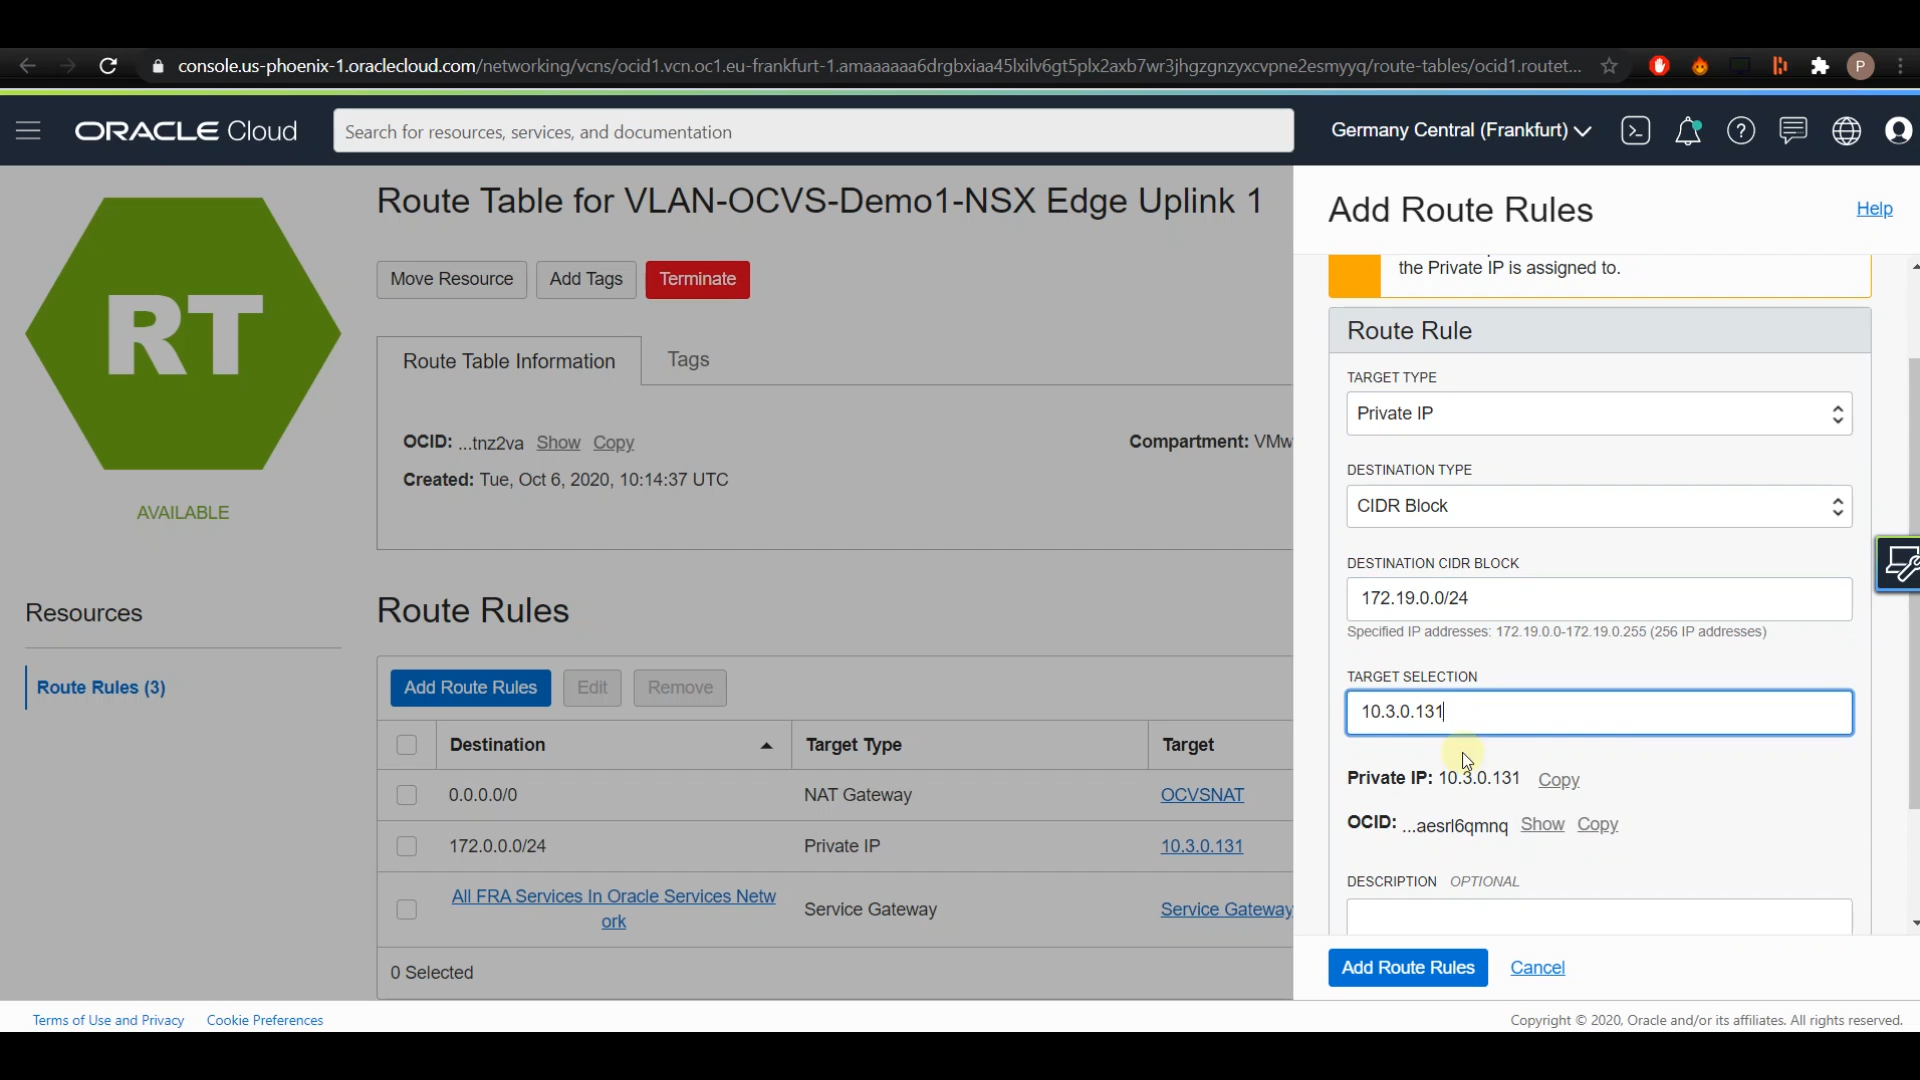 console.us-phoenix-1.oraclecloud.com/networking/vcns/ocid1.vcn.oc1.eu-frankfurt-1.amaaaaaa6drgbxiaa45lxilv6gt5plx2axb7wr3jhgzgnzyxcvpne2esmyyq/route-tables/ocid1.routet...
P
ORACLE Cloud
Search for resources, services, and documentation
Germany Central (Frankfurt)
RT
AVAILABLE
Resources
Route Rules (3)
Route Table for VLAN-OCVS-Demo1-NSX Edge Uplink 1
Move Resource
Add Tags
Terminate
Route Table Information
Tags
OCID: ...tnz2va Show Copy
Compartment: VMw
Created: Tue, Oct 6, 2020, 10:14:37 UTC
Route Rules
Add Route Rules
Edit
Remove
Destination
Target Type
Target
0.0.0.0/0
NAT Gateway
OCVSNAT
172.0.0.0/24
Private IP
10.3.0.131
All FRA Services In Oracle Services Netw
ork
Service Gateway
Service Gateway
0 Selected
Add Route Rules
Help
the Private IP is assigned to.
Route Rule
TARGET TYPE
Private IP
DESTINATION TYPE
CIDR Block
DESTINATION CIDR BLOCK
172.19.0.0/24
Specified IP addresses: 172.19.0.0-172.19.0.255 (256 IP addresses)
TARGET SELECTION
10.3.0.131
Private IP: 10.3.0.131 Copy
OCID: ...aesrl6qmnq Show Copy
DESCRIPTION OPTIONAL
Add Route Rules
Cancel
Terms of Use and Privacy
Cookie Preferences
Copyright © 2020, Oracle and/or its affiliates. All rights reserved.